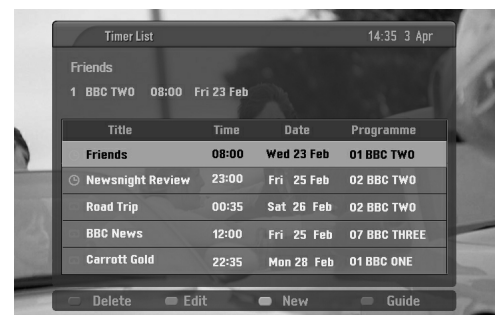 Timer List 14:35 3 Apr
Friends
1 BBC TWO 08:00 Fri 23 Feb
Title Time Date Programme
Friends 08:00 Wed 23 Feb 01 BBC TWO
Newsnight Review 23:00 Fri 25 Feb 02 BBC TWO
Road Trip 00:35 Sat 26 Feb 02 BBC TWO
BBC News 12:00 Fri 25 Feb 07 BBC THREE
Carrott Gold 22:35 Mon 28 Feb 01 BBC ONE
Delete Edit New Guide